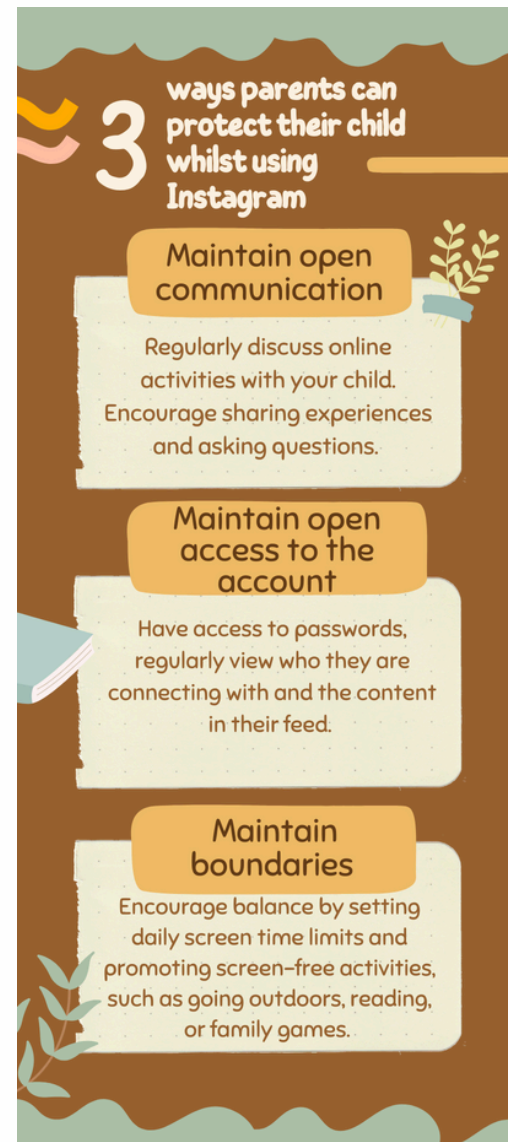 3
ways parents can
protect their child
whilst using
Instagram
Maintain open
communication
Regularly discuss online
activities with your child.
Encourage sharing experiences
and asking questions.
Maintain open
access to the
account
Have access to passwords,
regularly view who they are
connecting with and the content
in their feed.
Maintain
boundaries
Encourage balance by setting
daily screen time limits and
promoting screen-free activities,
such as going outdoors, reading,
or family games.